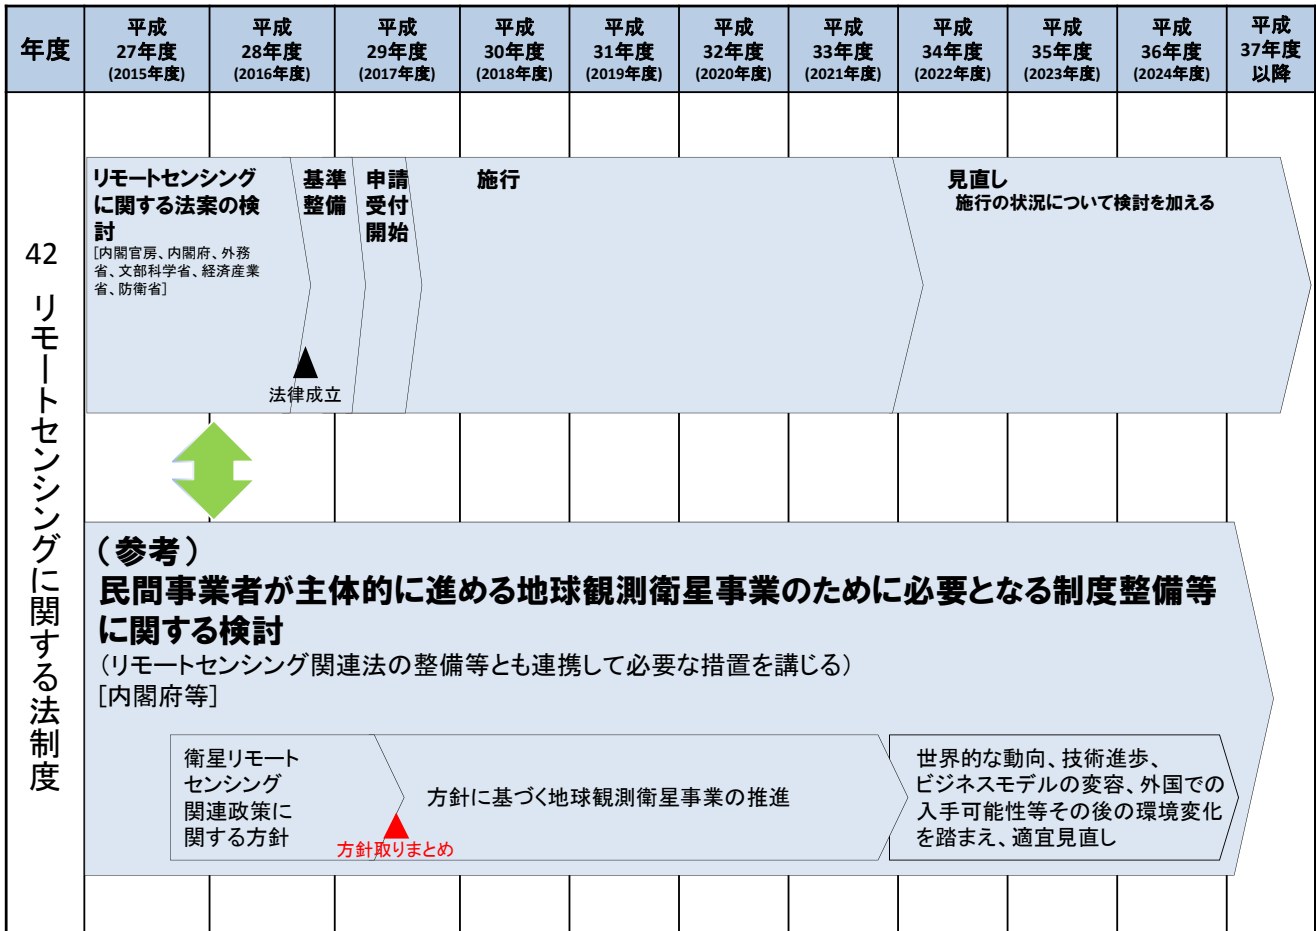 年度
平成
27年度
(2015年度)
平成
28年度
(2016年度)
平成
29年度
(2017年度)
平成
30年度
(2018年度)
平成
31年度
(2019年度)
平成
32年度
(2020年度)
平成
33年度
(2021年度)
平成
34年度
(2022年度)
平成
35年度
(2023年度)
平成
36年度
(2024年度)
平成
37年度
以降
42 リモートセンシングに関する法制度
リモートセンシング
に関する法案の検
討
[内閣官房、内閣府、外務
省、文部科学省、経済産業
省、防衛省]
法律成立
基準
整備
申請
受付
開始
施行
見直し
施行の状況について検討を加える
(参考)
民間事業者が主体的に進める地球観測衛星事業のために必要となる制度整備等
に関する検討
(リモートセンシング関連法の整備等とも連携して必要な措置を講じる)
[内閣府等]
衛星リモート
センシング
関連政策に
関する方針
方針取りまとめ
方針に基づく地球観測衛星事業の推進
世界的な動向、技術進歩、
ビジネスモデルの変容、外国での
入手可能性等その後の環境変化
を踏まえ、適宜見直し